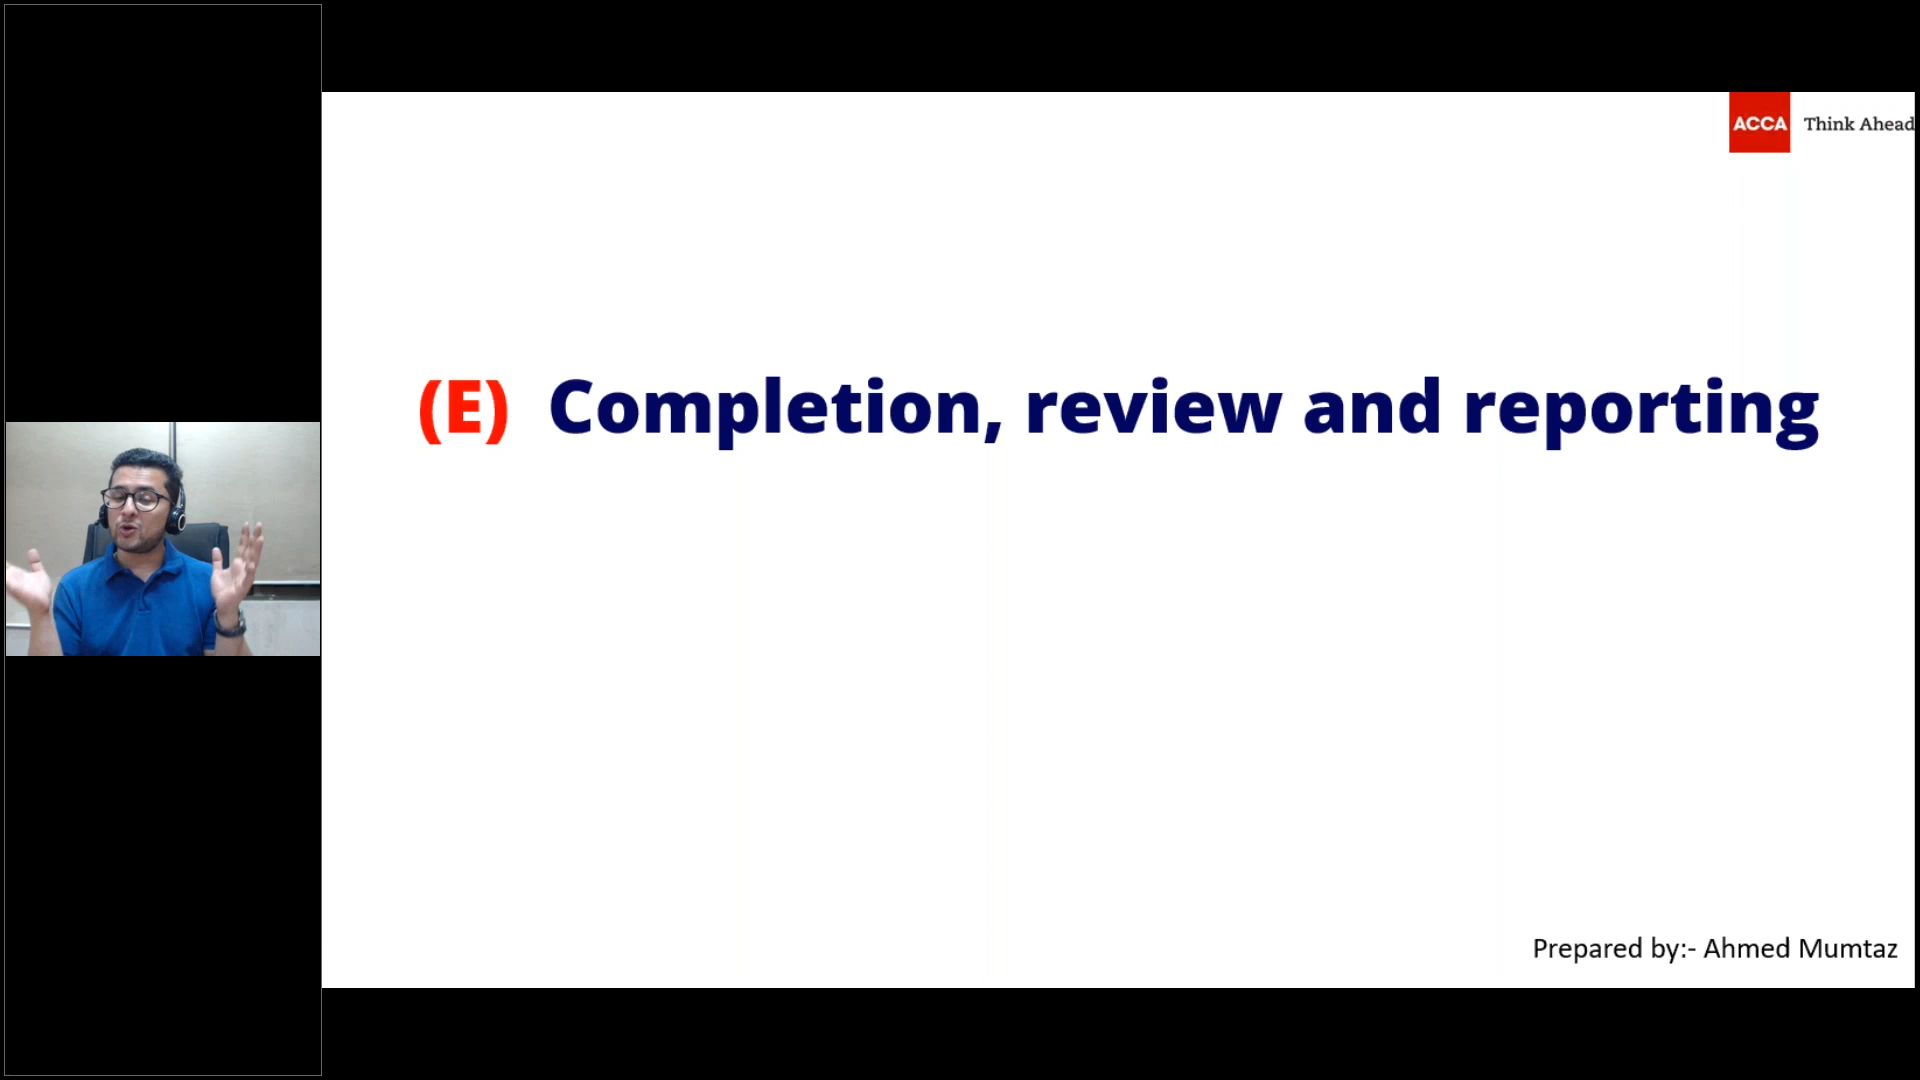 ACCA Think Ahead
(E) Completion, review and reporting
Prepared by:- Ahmed Mumtaz